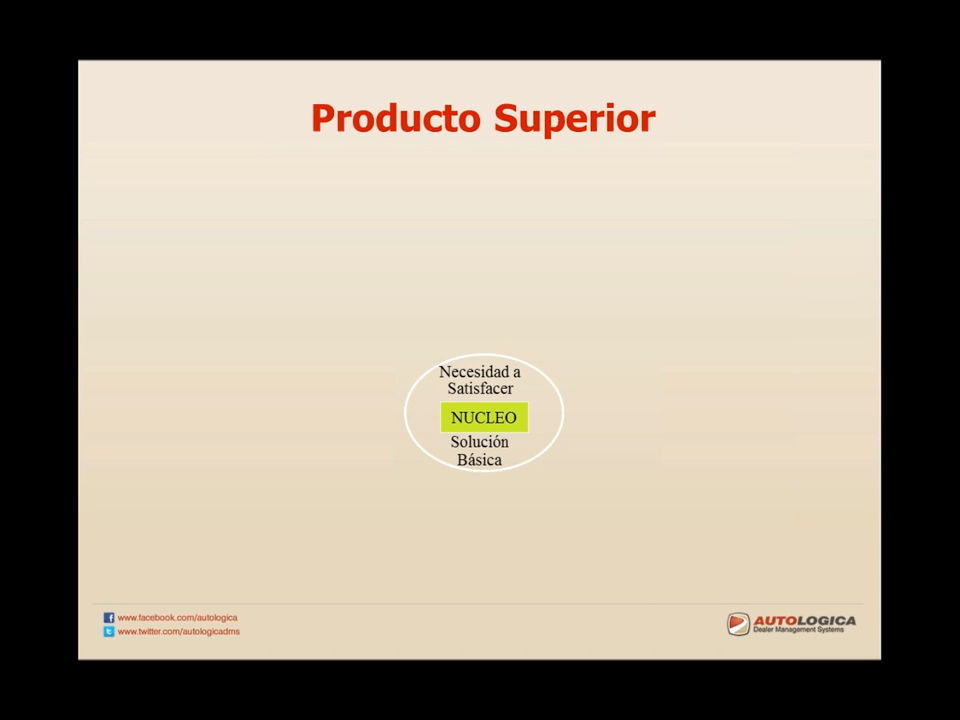 Producto Superior
Necesidad a
Satisfacer
NUCLEO
Solución
Básica
www.facebook.com/autologica
www.twitter.com/autologicadms
AUTOLOGICA
Dealer Management Systems